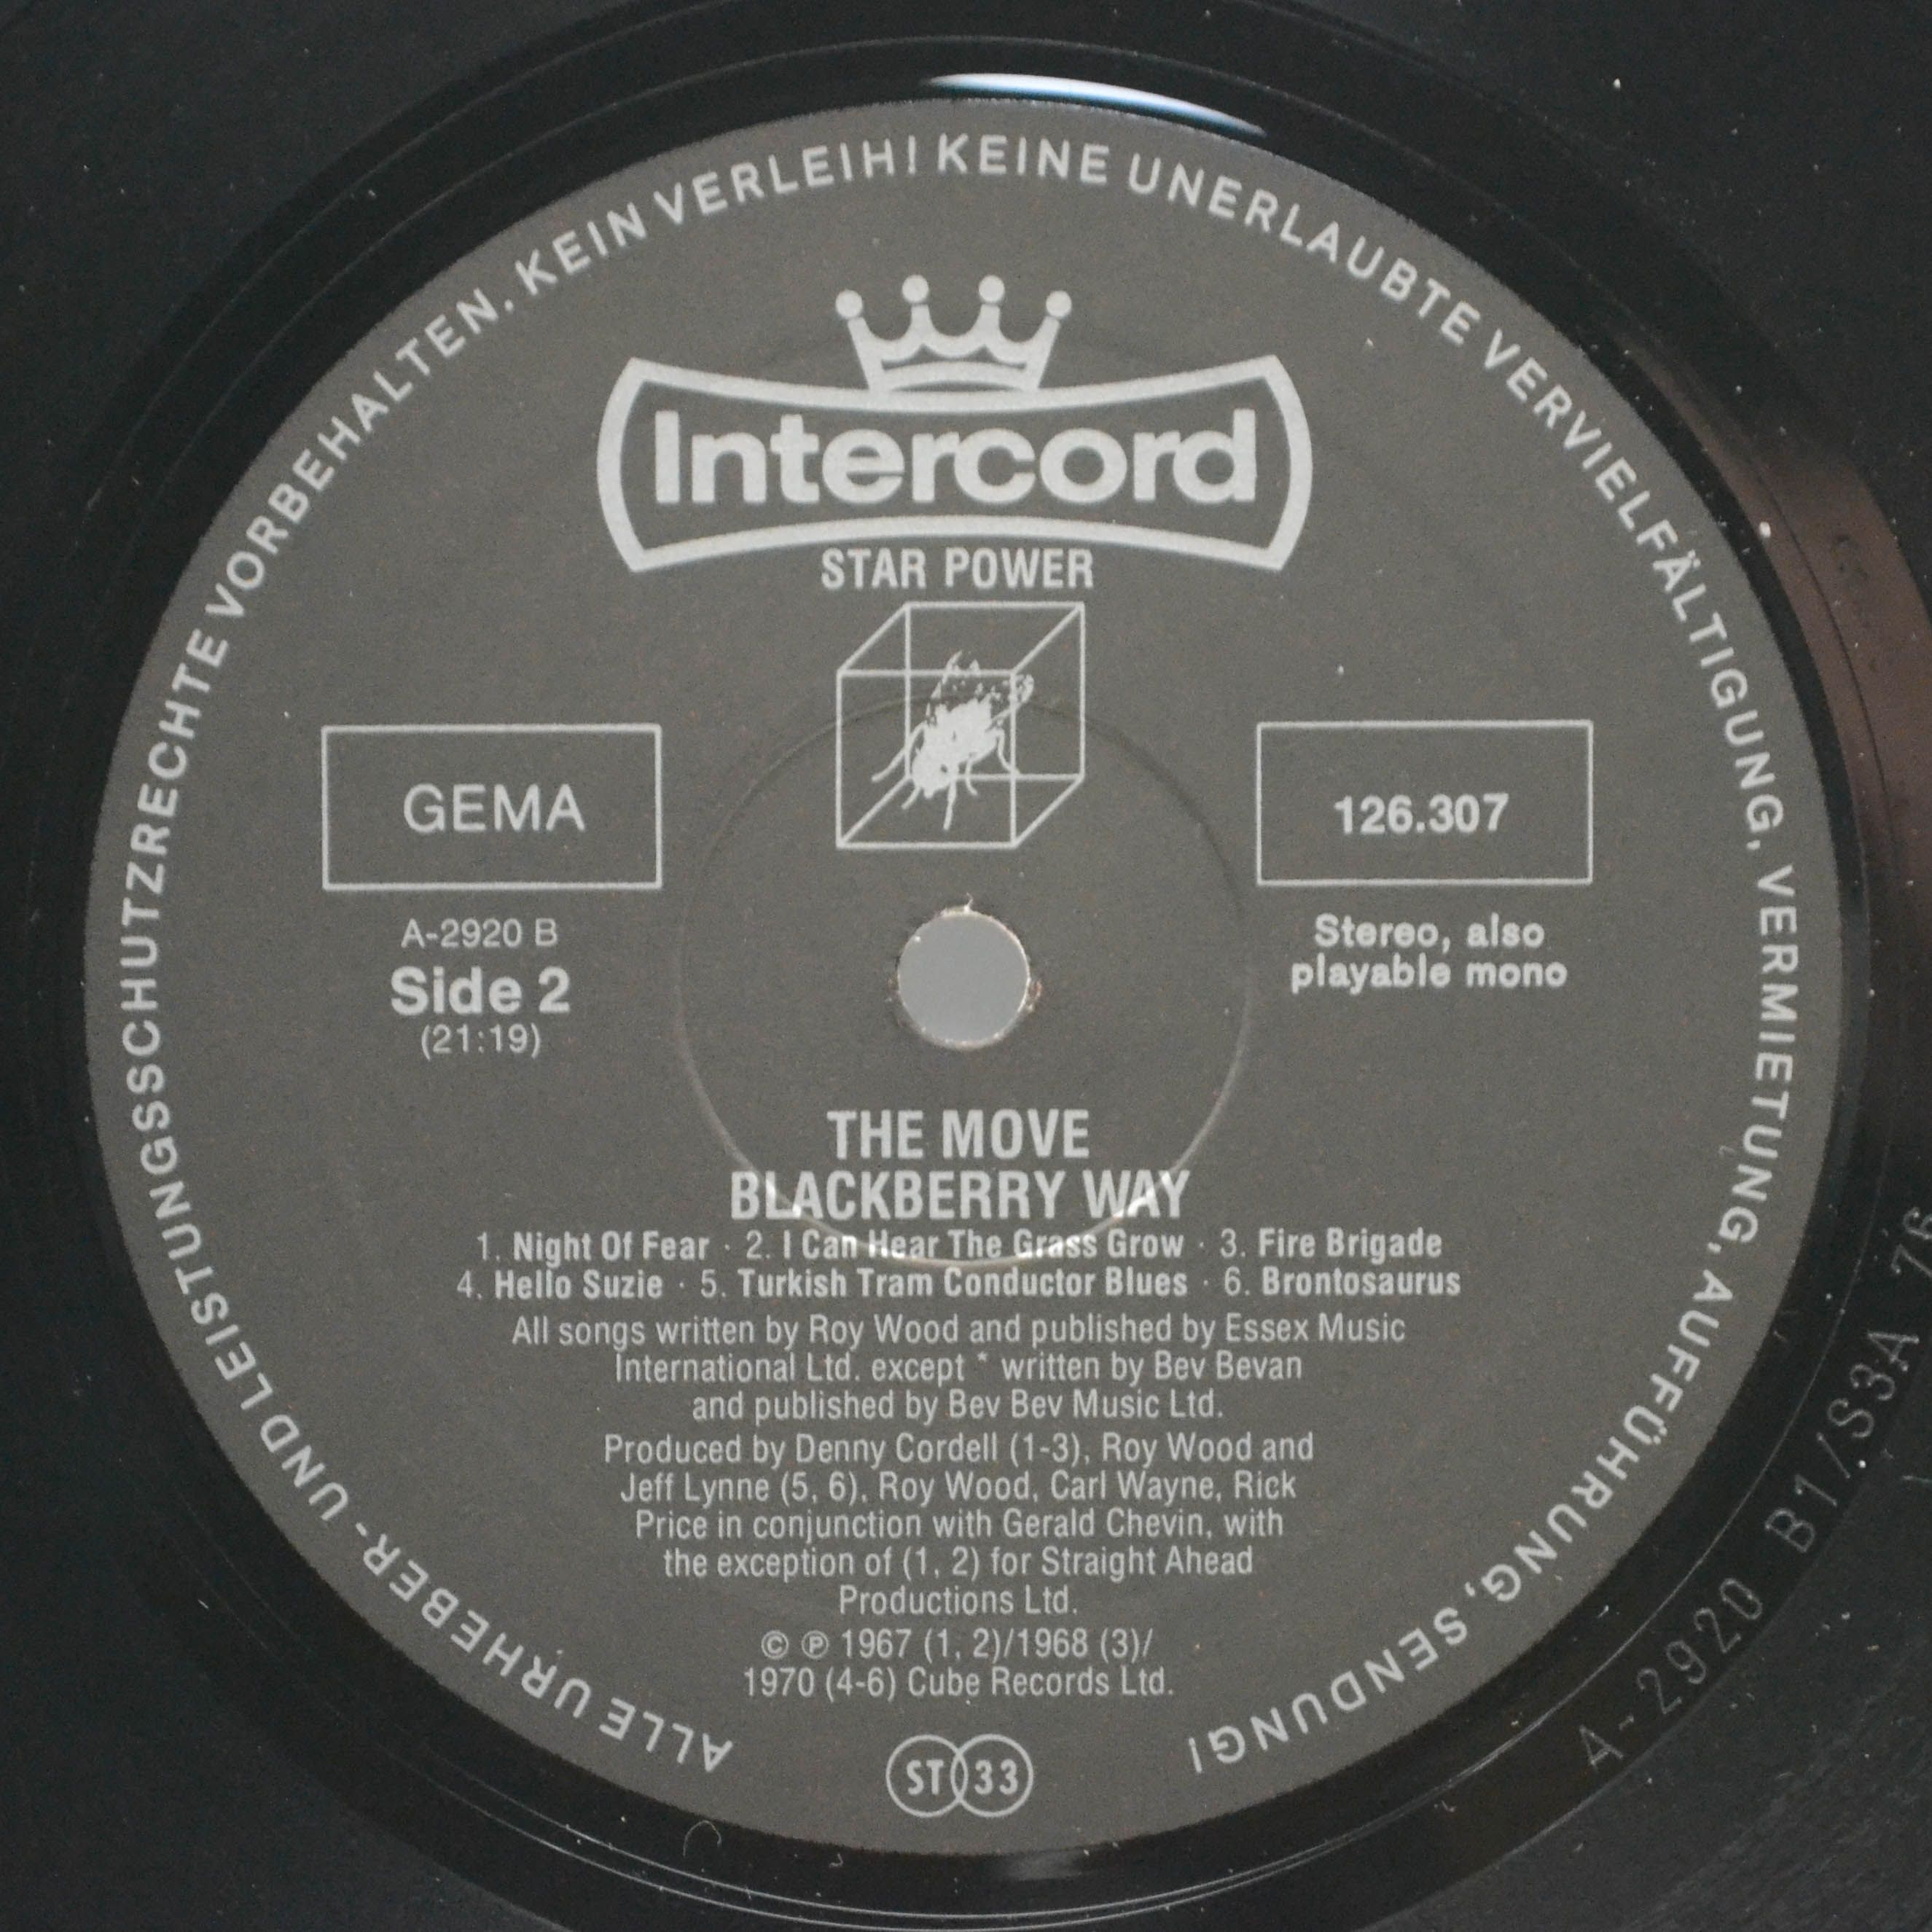 ALLE URHEBER- UND LEISTUNGSSCHUTZRECHTE VORBEHALTEN. KEIN VERLEIH! KEINE UNERLAUBTE VERVIELFÄLTIGUNG, VERMIETUNG, AUFFÜHRUNG, SENDUNG!
Intercord
STAR POWER
GEMA
126.307
A-2920 B
Side 2
(21:19)
Stereo, also
playable mono
THE MOVE
BLACKBERRY WAY
1. Night Of Fear · 2. I Can Hear The Grass Grow · 3. Fire Brigade
4. Hello Suzie · 5. Turkish Tram Conductor Blues · 6. Brontosaurus
All songs written by Roy Wood and published by Essex Music
International Ltd. except * written by Bev Bevan
and published by Bev Bev Music Ltd.
Produced by Denny Cordell (1-3), Roy Wood and
Jeff Lynne (5, 6), Roy Wood, Carl Wayne, Rick
Price in conjunction with Gerald Chevin, with
the exception of (1, 2) for Straight Ahead
Productions Ltd.
© ℗ 1967 (1, 2)/1968 (3)/
1970 (4-6) Cube Records Ltd.
ST 33
A-2920 B1/S3A 76